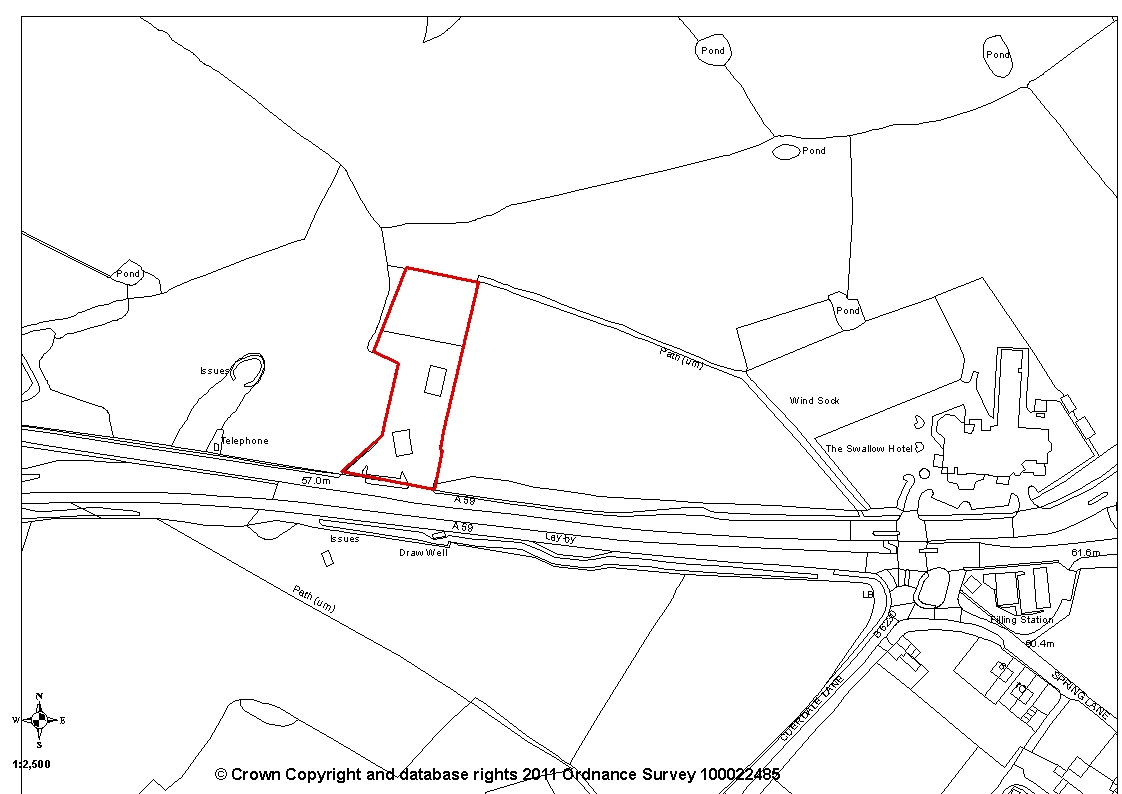 Pond
Pond
Pond
Pond
Pond
Path (um)
Issues
Wind Sock
Telephone
The Swallow Hotel
57.0m
A 59
A 59
Lay-by
Issues
Draw Well
61.6m
Path (um)
LB
B6230
Filling Station
60.4m
SPRING LANE
CUERDALE LANE
N
W E
S
1:2,500
© Crown Copyright and database rights 2011 Ordnance Survey 100022485